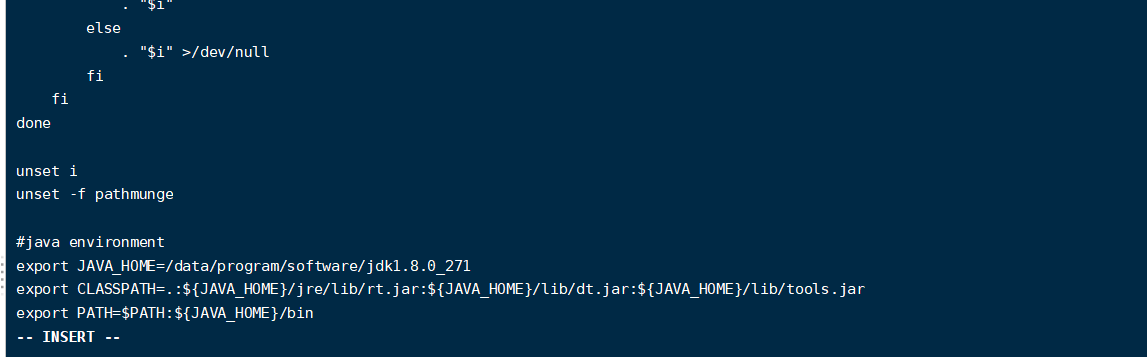 . "$i"
else
. "$i" >/dev/null
fi
fi
done
unset i
unset -f pathmunge
#java environment
export JAVA_HOME=/data/program/software/jdk1.8.0_271
export CLASSPATH=.:${JAVA_HOME}/jre/lib/rt.jar:${JAVA_HOME}/lib/dt.jar:${JAVA_HOME}/lib/tools.jar
export PATH=$PATH:${JAVA_HOME}/bin
-- INSERT --